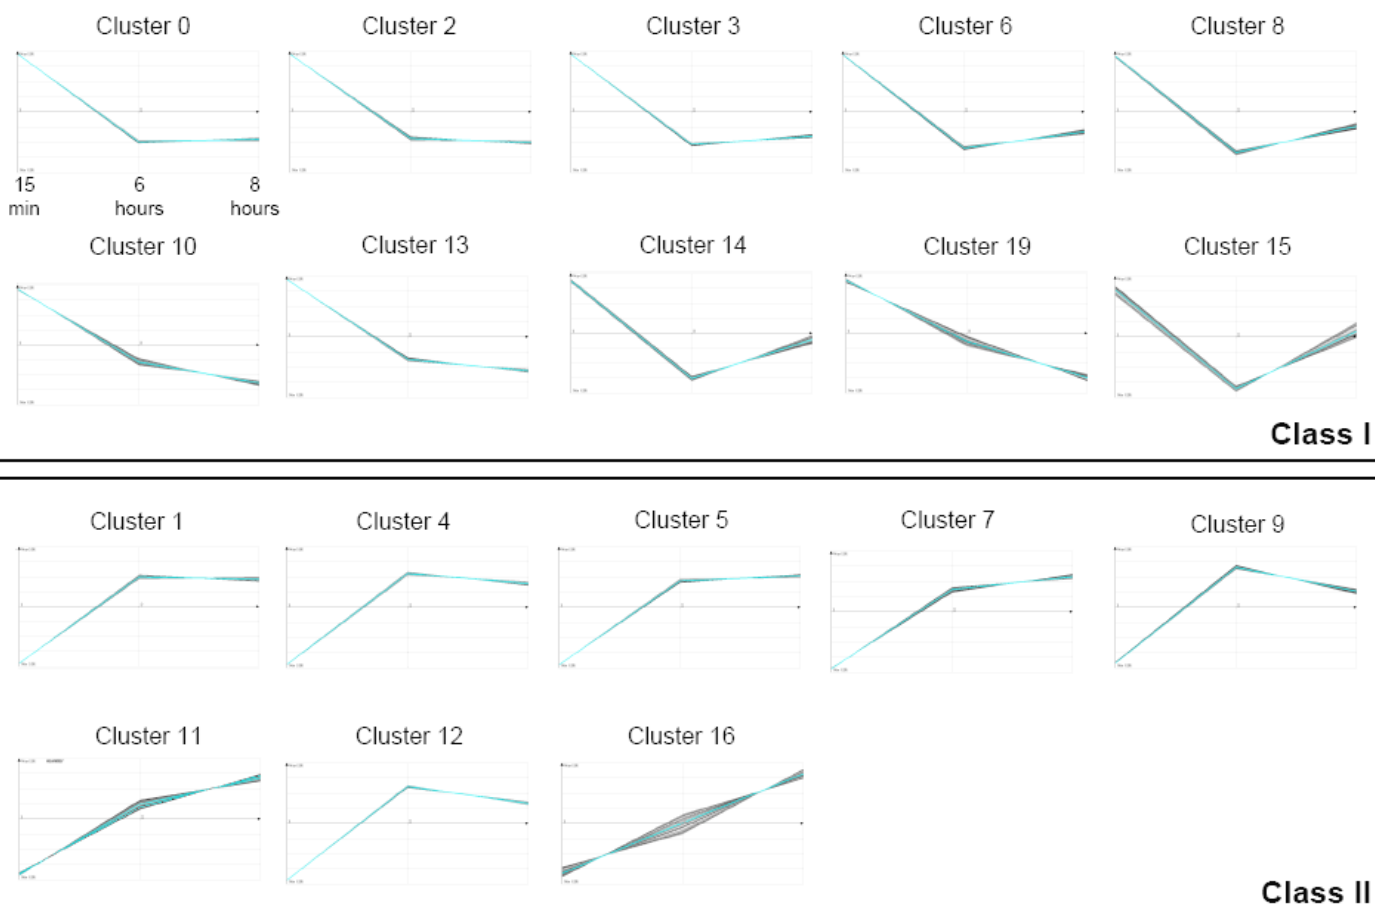 Cluster 0
Cluster 2
Cluster 3
Cluster 6
Cluster 8
15 min
6 hours
8 hours
Cluster 10
Cluster 13
Cluster 14
Cluster 19
Cluster 15
Class I
Cluster 1
Cluster 4
Cluster 5
Cluster 7
Cluster 9
Cluster 11
Cluster 12
Cluster 16
Class II